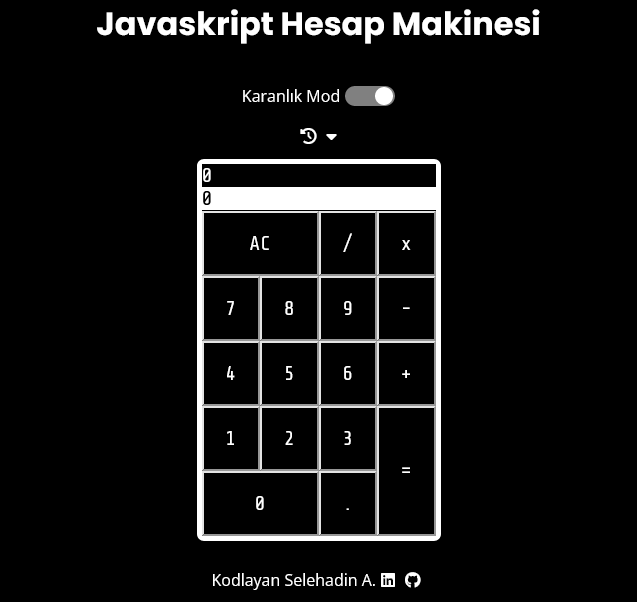 Javaskript Hesap Makinesi
Karanlık Mod
0
0
AC / x
7 8 9 -
4 5 6 +
1 2 3 =
0 .
Kodlayan Selehadin A.